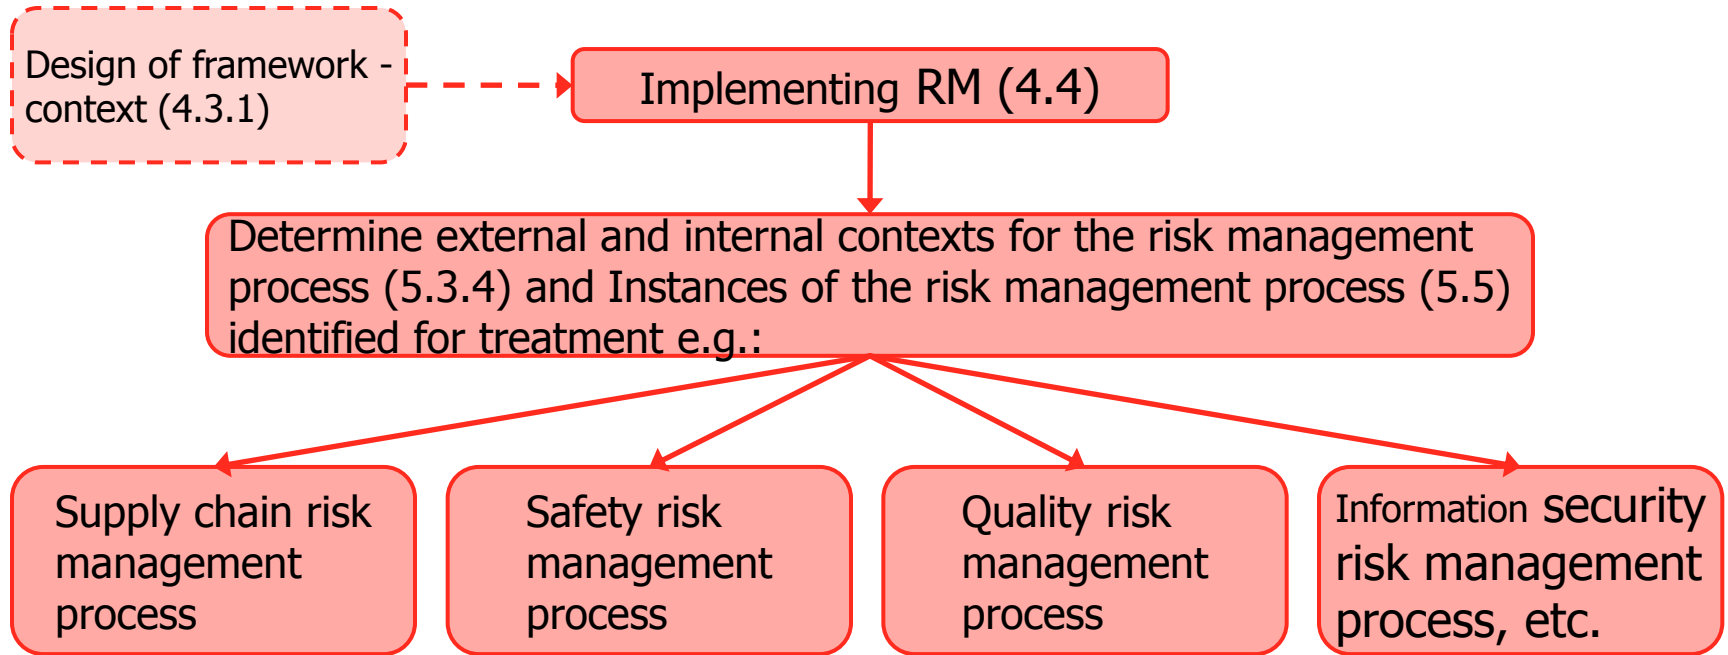 Design of framework -
context (4.3.1)
Implementing RM (4.4)
Determine external and internal contexts for the risk management
process (5.3.4) and Instances of the risk management process (5.5)
identified for treatment e.g.:
Supply chain risk
management
process
Safety risk
management
process
Quality risk
management
process
Information security
risk management
process, etc.